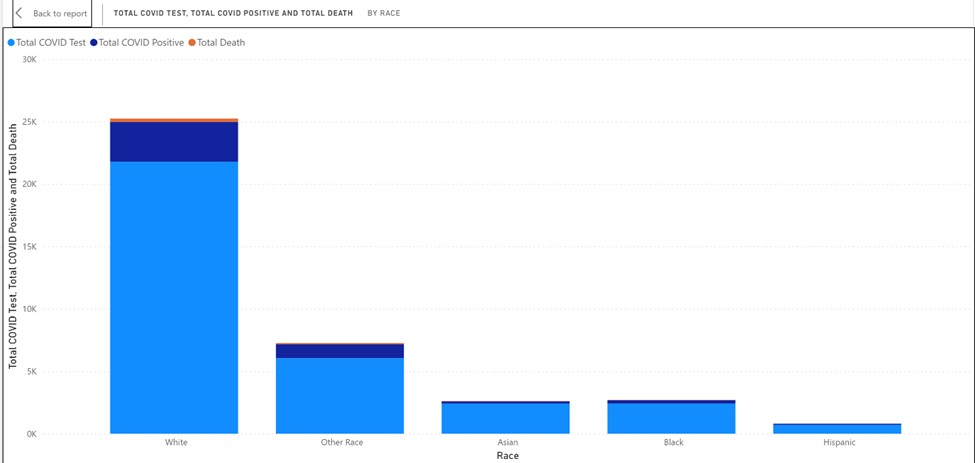 Back to report
TOTAL COVID TEST, TOTAL COVID POSITIVE AND TOTAL DEATH BY RACE
Total COVID Test Total COVID Positive Total Death
30K
25K
20K
15K
10K
5K
0K
Total COVID Test, Total COVID Positive and Total Death
White Other Race Asian Black Hispanic
Race